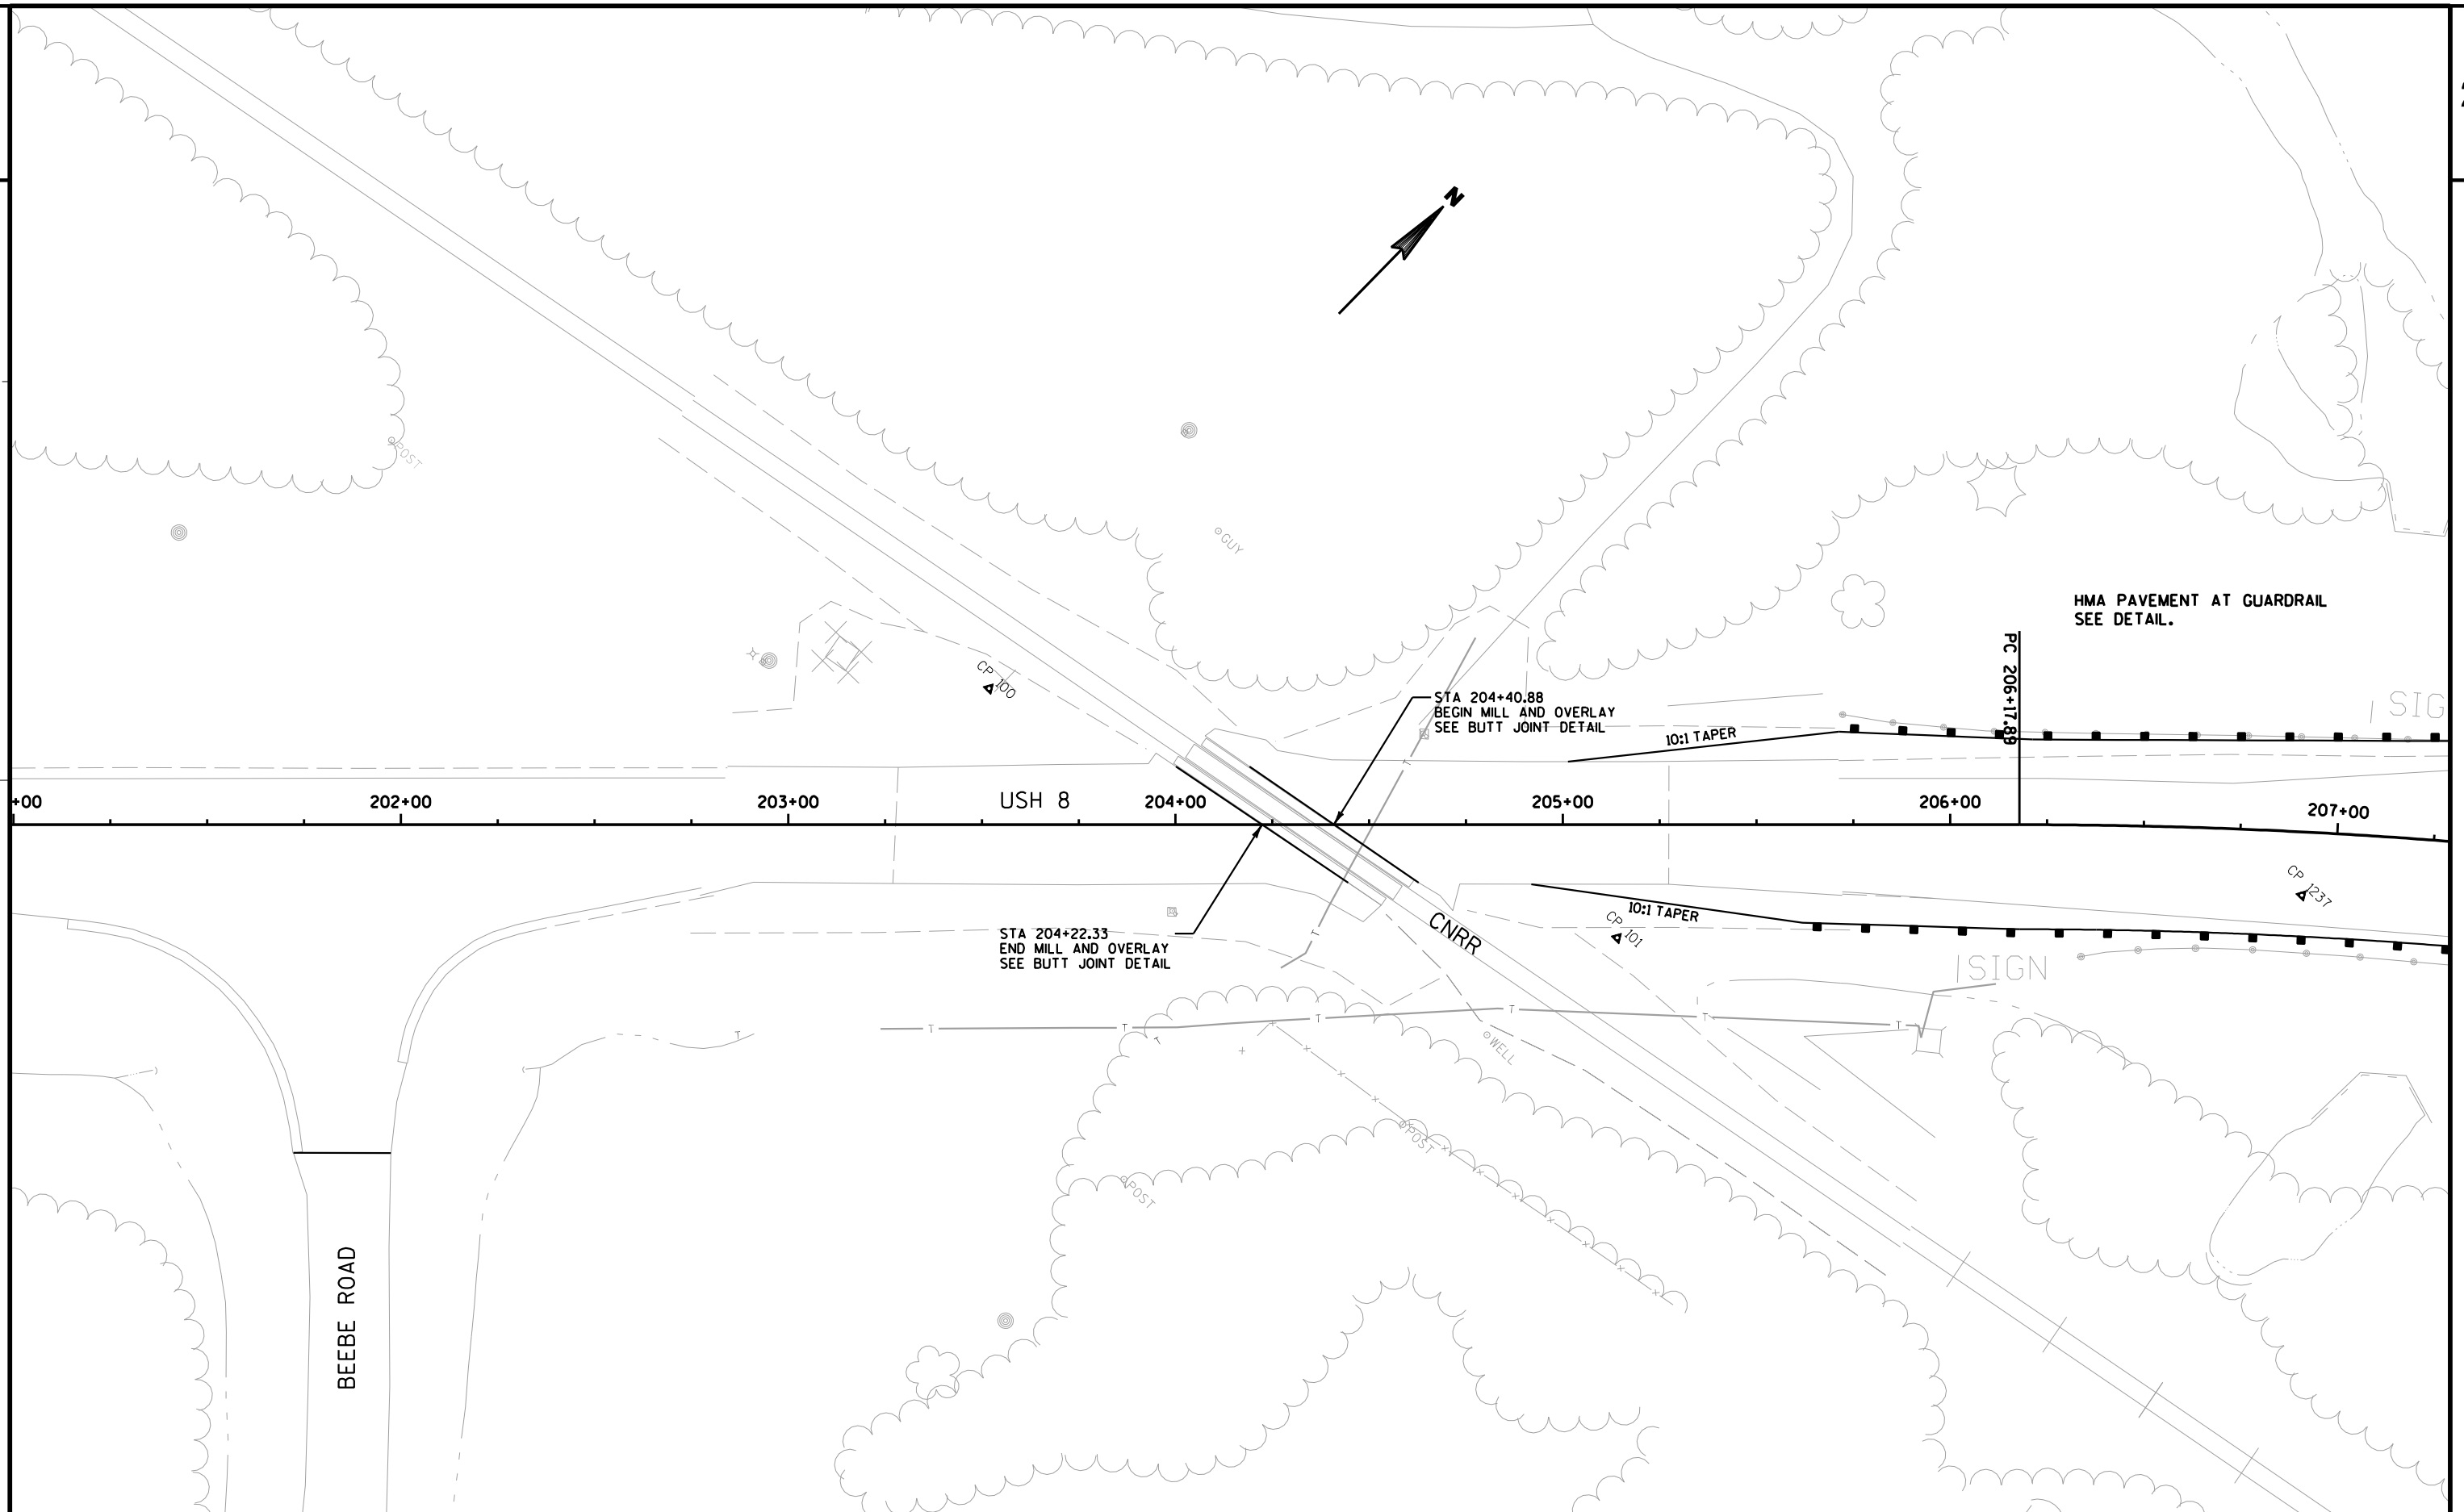 N
POST
GUY
HMA PAVEMENT AT GUARDRAIL
SEE DETAIL.
PC 206+17.89
CP 100
STA 204+40.88
BEGIN MILL AND OVERLAY
SEE BUTT JOINT DETAIL
SIG
10:1 TAPER
T
+00
202+00
203+00
USH 8
204+00
205+00
206+00
207+00
CP 1237
10:1 TAPER
CP 101
CNRR
STA 204+22.33
END MILL AND OVERLAY
SEE BUTT JOINT DETAIL
T
SIGN
T
T
T
T
T
T
T
T
WELL
POST
POST
BEEBE ROAD